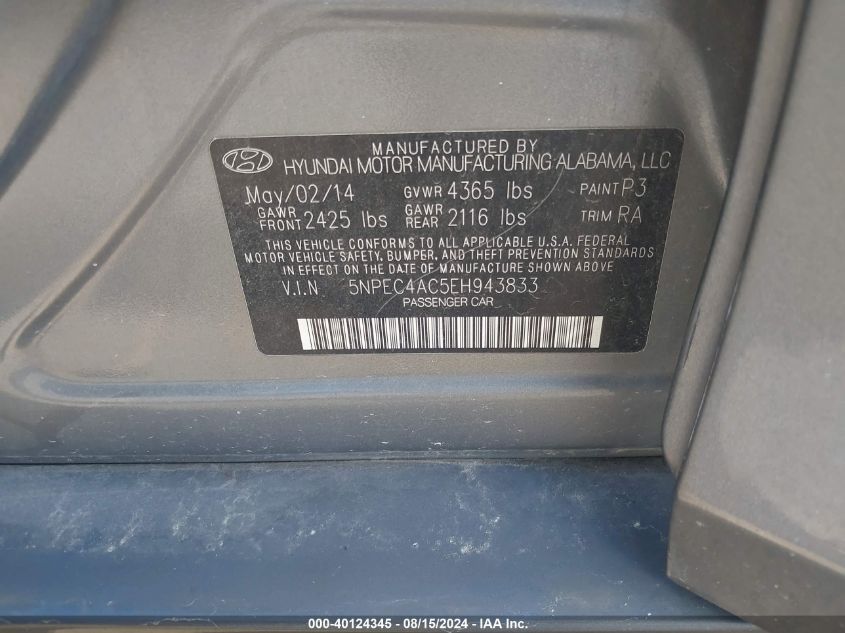 MANUFACTURED BY
HYUNDAI MOTOR MANUFACTURING ALABAMA, LLC
May/02/14 GVWR 4365 lbs PAINT P3
GAWR FRONT 2425 lbs GAWR REAR 2116 lbs TRIM RA
THIS VEHICLE CONFORMS TO ALL APPLICABLE U.S.A. FEDERAL
MOTOR VEHICLE SAFETY, BUMPER, AND THEFT PREVENTION STANDARDS
IN EFFECT ON THE DATE OF MANUFACTURE SHOWN ABOVE.
V.I.N 5NPEC4AC5EH943833
PASSENGER CAR
000-40124345 - 08/15/2024 - IAA Inc.